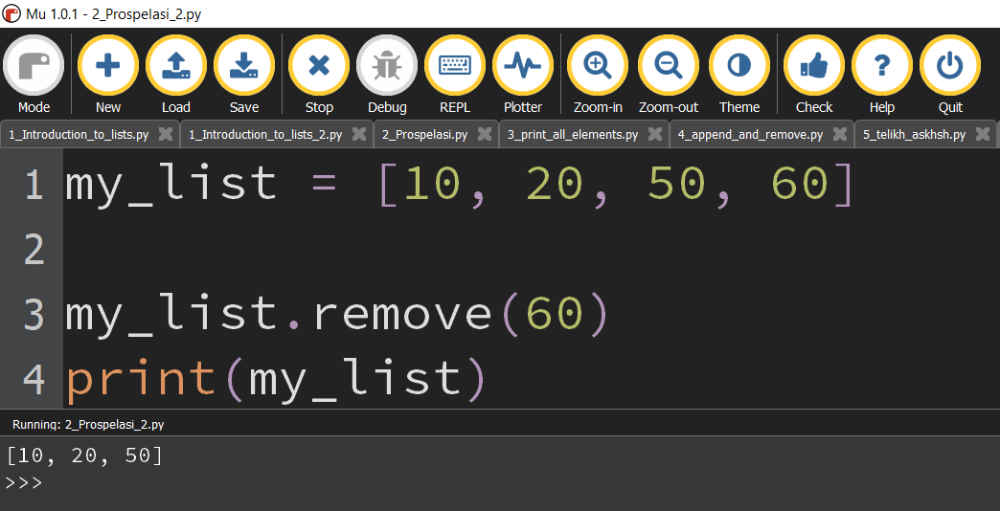 Mu 1.0.1 - 2_Prospelasi_2.py
Mode New Load Save Stop Debug REPL Plotter Zoom-in Zoom-out Theme Check Help Quit
1_Introduction_to_lists.py 1_Introduction_to_lists_2.py 2_Prospelasi.py 3_print_all_elements.py 4_append_and_remove.py 5_telikh_askhsh.py
1 my_list = [10, 20, 50, 60]
2
3 my_list.remove(60)
4 print(my_list)
Running: 2_Prospelasi_2.py
[10, 20, 50]
>>>